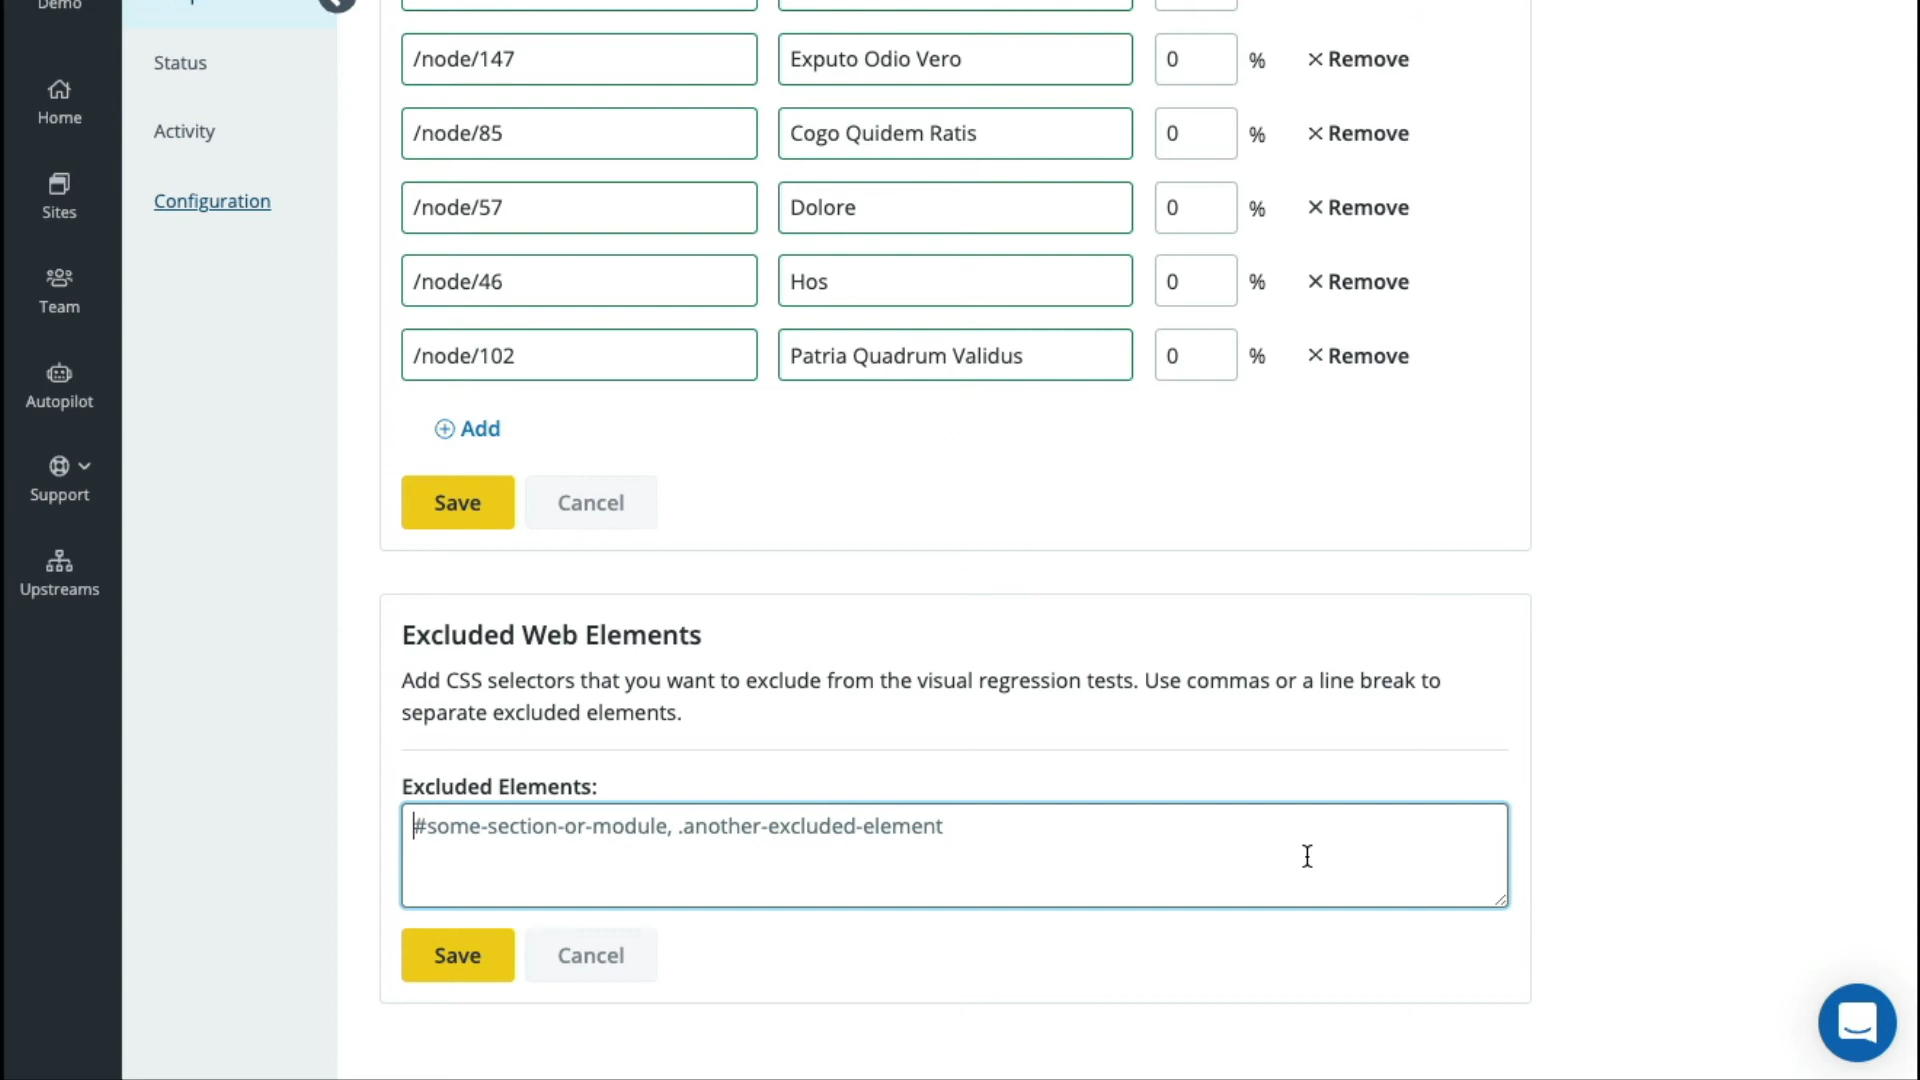 Demo
Home
Sites
Team
Autopilot
Support
Upstreams
Status
Activity
Configuration
/node/147 Exputo Odio Vero 0 % Remove
/node/85 Cogo Quidem Ratis 0 % Remove
/node/57 Dolore 0 % Remove
/node/46 Hos 0 % Remove
/node/102 Patria Quadrum Validus 0 % Remove
Add
Save Cancel
Excluded Web Elements
Add CSS selectors that you want to exclude from the visual regression tests. Use commas or a line break to
separate excluded elements.
Excluded Elements:
#some-section-or-module, .another-excluded-element
Save Cancel